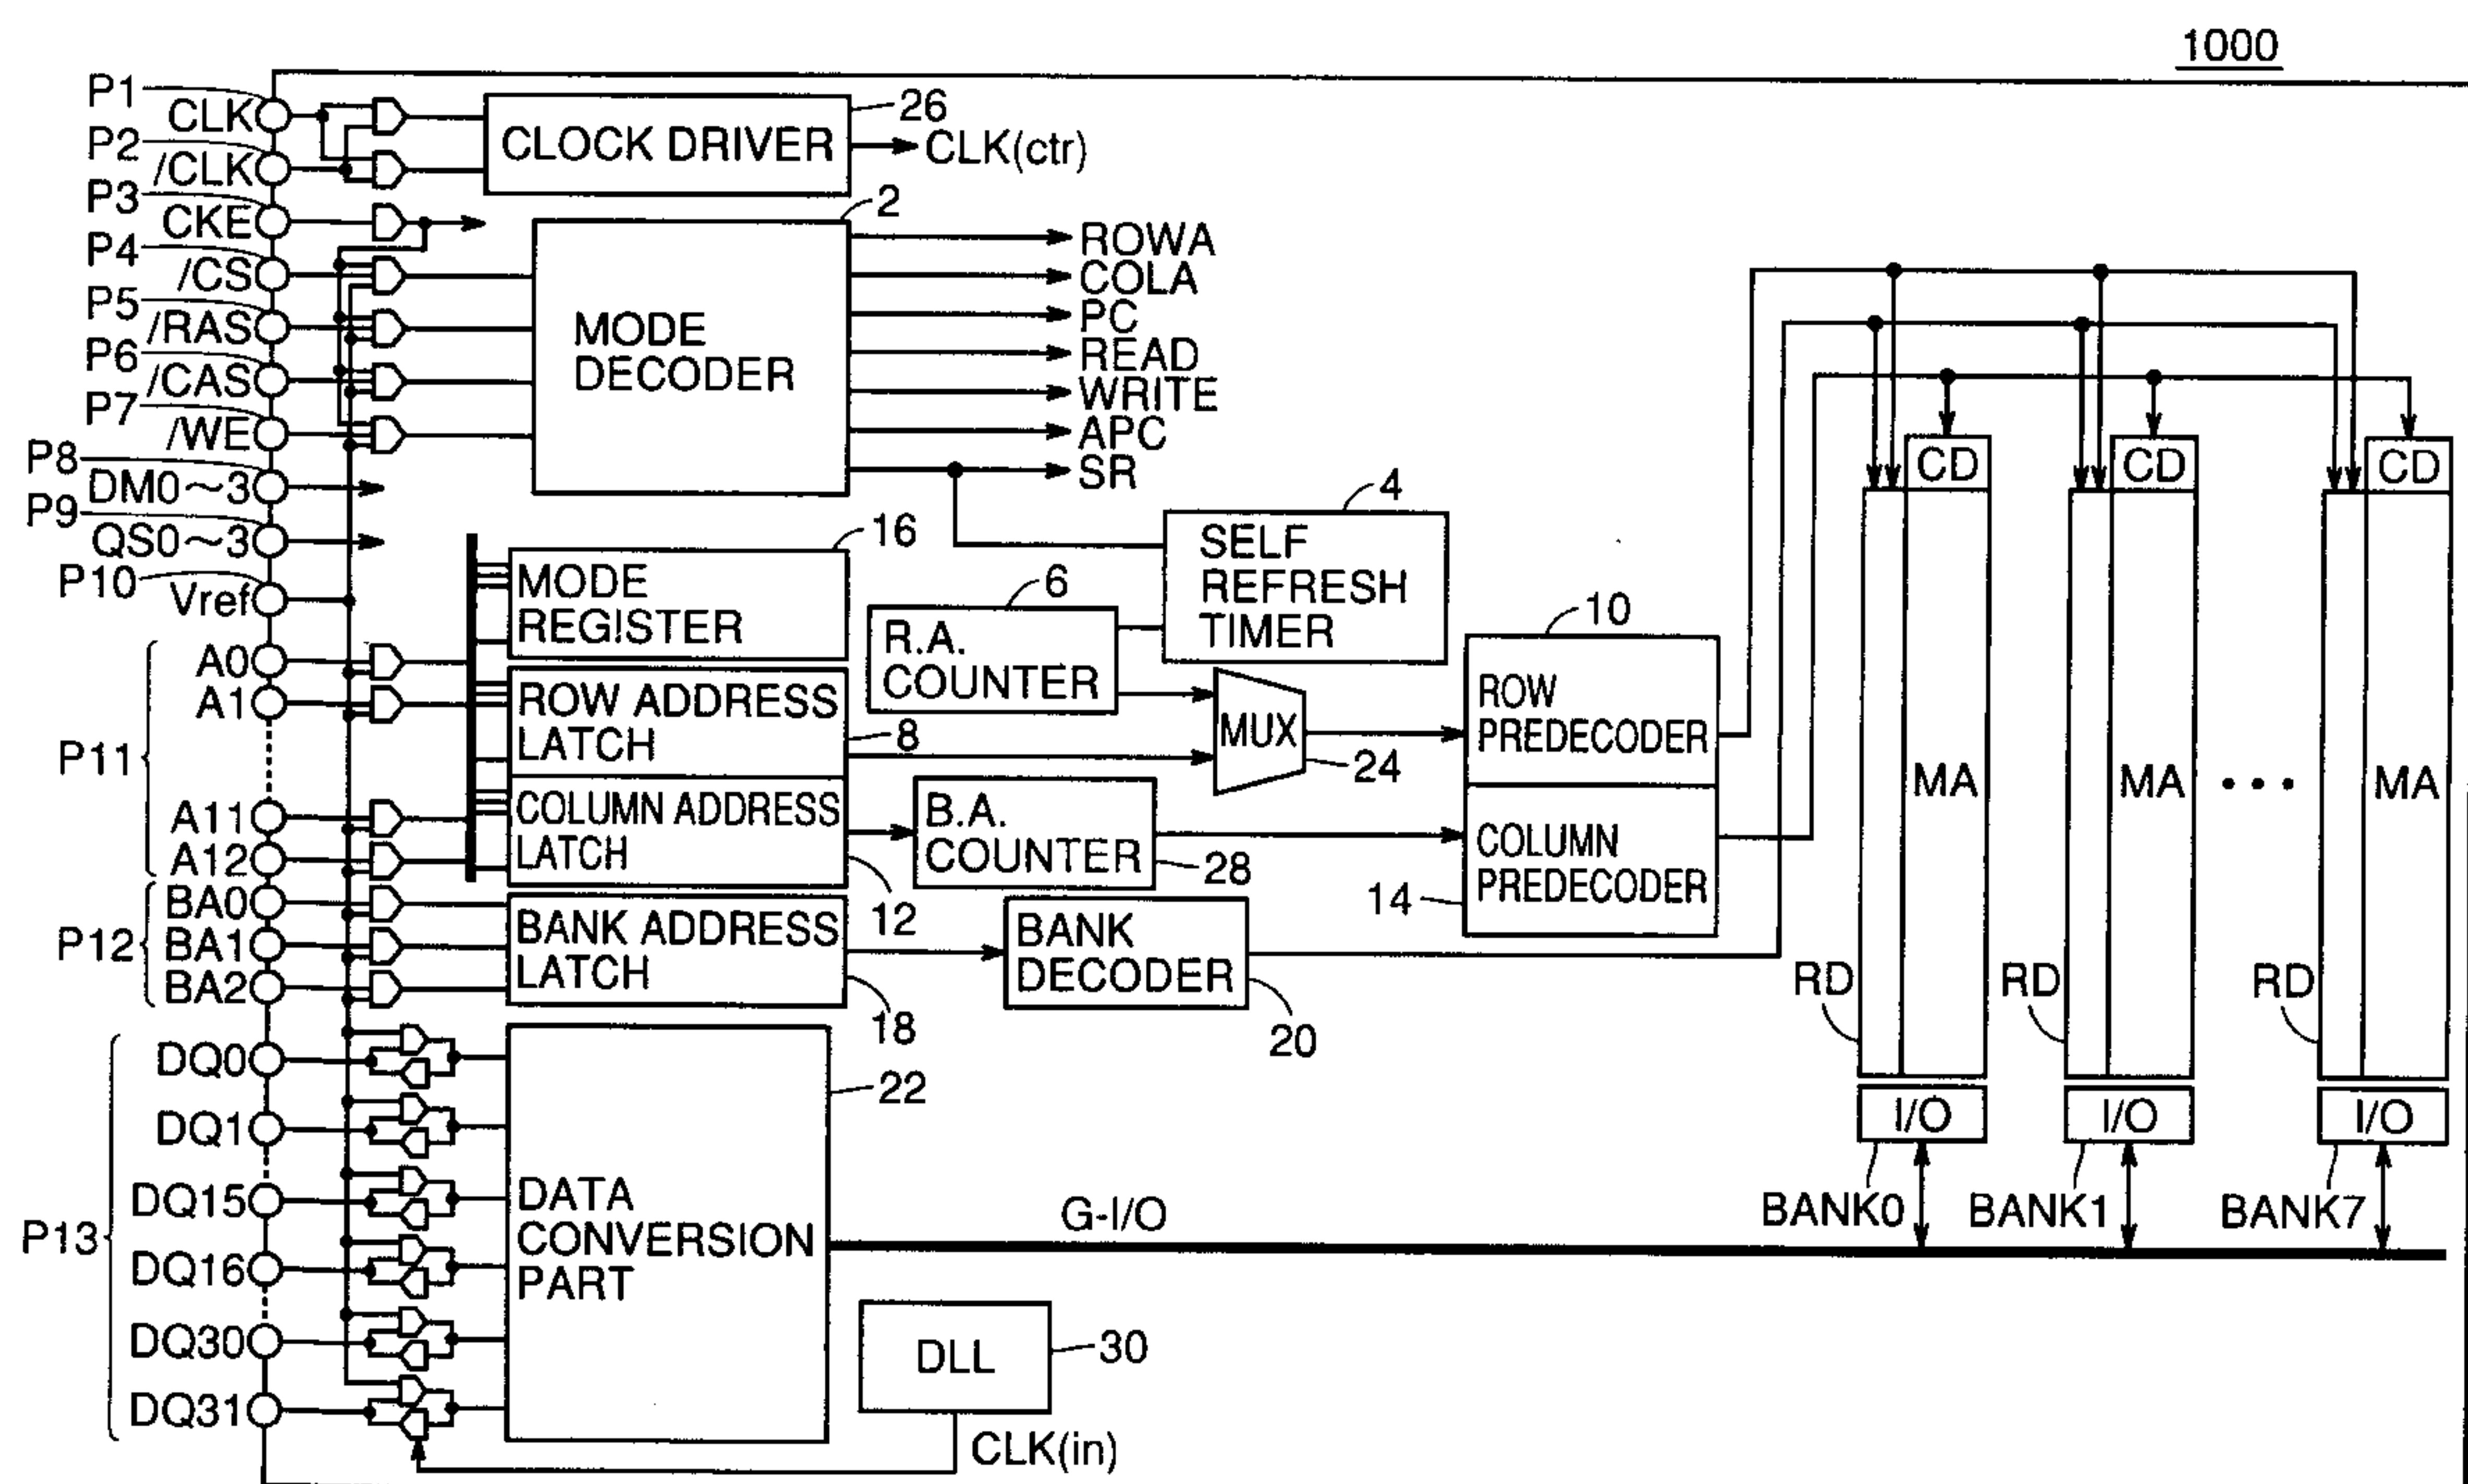 1000
P1
CLK
P2
/CLK
P3
CKE
P4
/CS
P5
/RAS
P6
/CAS
P7
/WE
P8
DM0~3
P9
QS0~3
P10
Vref
P11
A0
A1
A11
A12
P12
BA0
BA1
BA2
P13
DQ0
DQ1
DQ15
DQ16
DQ30
DQ31
CLOCK DRIVER
26
CLK(ctr)
MODE
DECODER
2
ROWA
COLA
PC
READ
WRITE
APC
SR
MODE
REGISTER
16
SELF
REFRESH
TIMER
4
R.A.
COUNTER
6
ROW ADDRESS
LATCH
8
MUX
24
ROW
PREDECODER
10
COLUMN ADDRESS
LATCH
12
B.A.
COUNTER
28
COLUMN
PREDECODER
14
BANK ADDRESS
LATCH
18
BANK
DECODER
20
DATA
CONVERSION
PART
22
G-I/O
DLL
30
CLK(in)
CD
CD
CD
MA
MA
...
MA
RD
RD
RD
I/O
I/O
I/O
BANK0
BANK1
BANK7